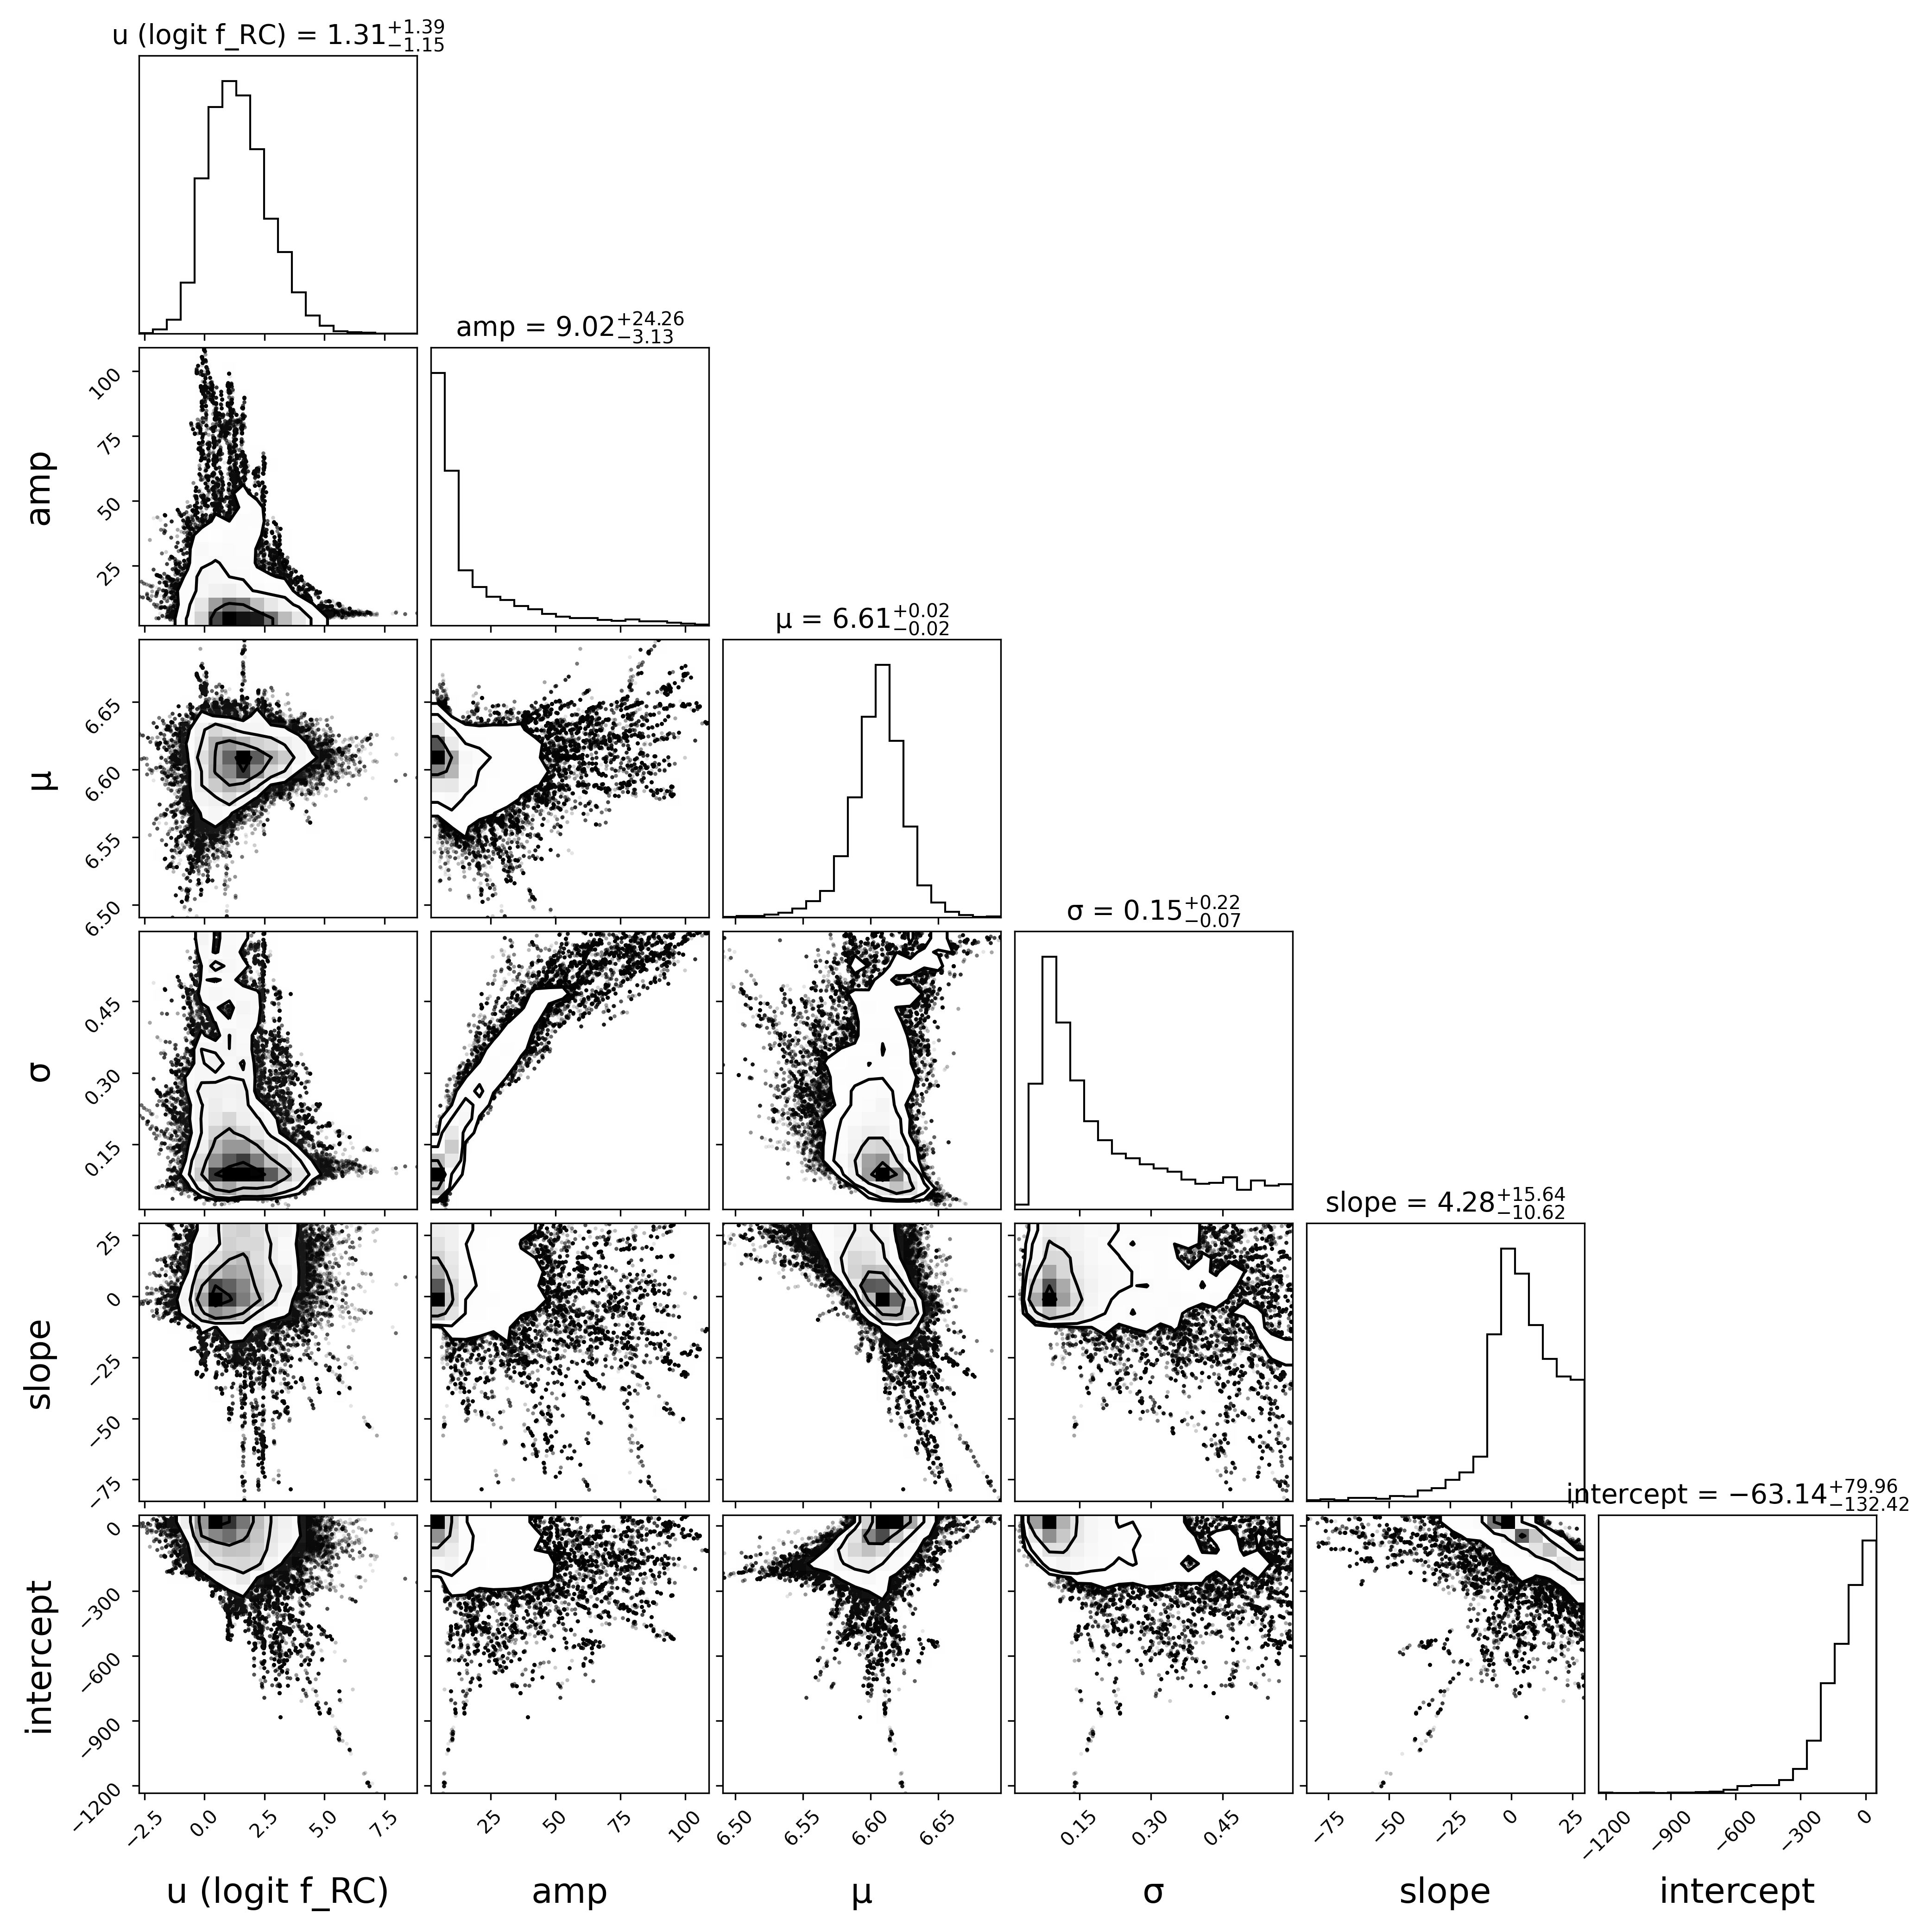 u (logit f_RC) = 1.31+1.39 −1.15
amp = 9.02+24.26 −3.13
100
75
50
25
amp
μ = 6.61+0.02 −0.02
6.65
6.60
6.55
6.50
μ
σ = 0.15+0.22 −0.07
0.45
0.30
0.15
σ
slope = 4.28+15.64 −10.62
25
0
−25
−50
−75
slope
intercept = −63.14+79.96 −132.42
0
−300
−600
−900
−1200
intercept
−2.5 0.0 2.5 5.0 7.5 25 50 75 100 6.50 6.55 6.60 6.65 0.15 0.30 0.45 −75 −50 −25 0 25 −1200 −900 −600 −300 0
u (logit f_RC) amp μ σ slope intercept